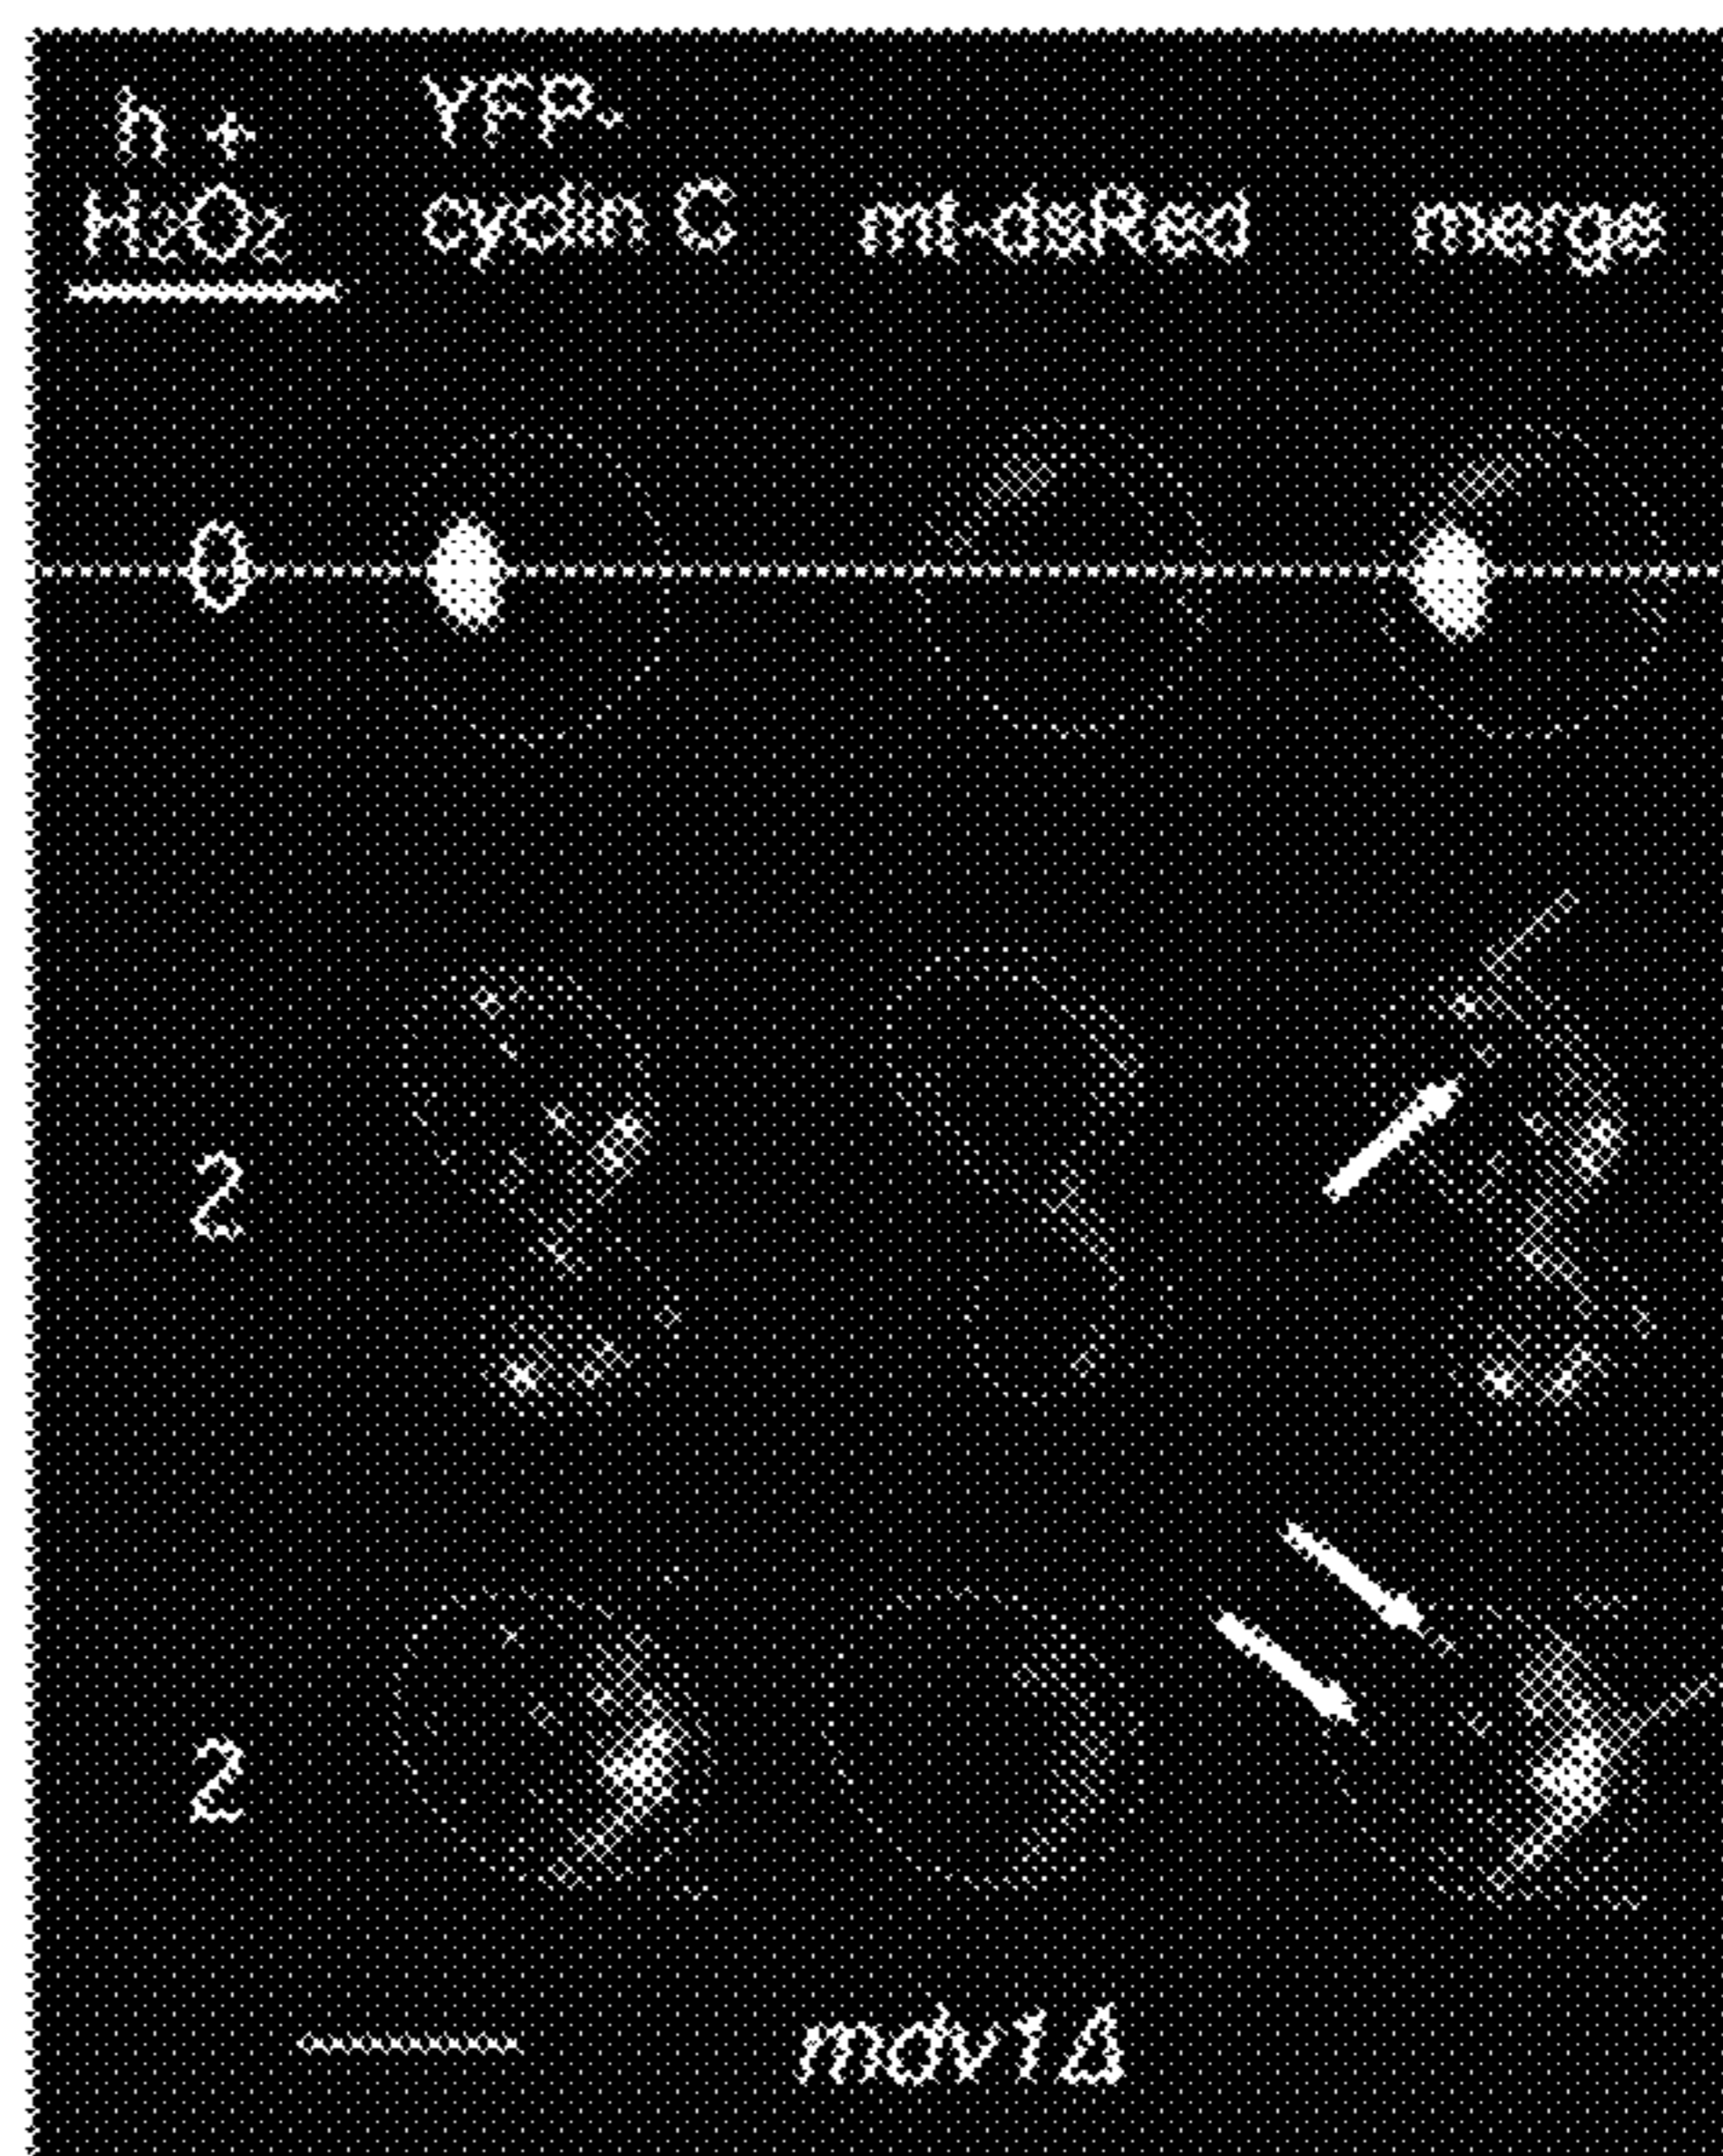 h +
H₂O₂
YFP-
cyclin C
mt-dsRed
merge
0
2
2
mdv1Δ